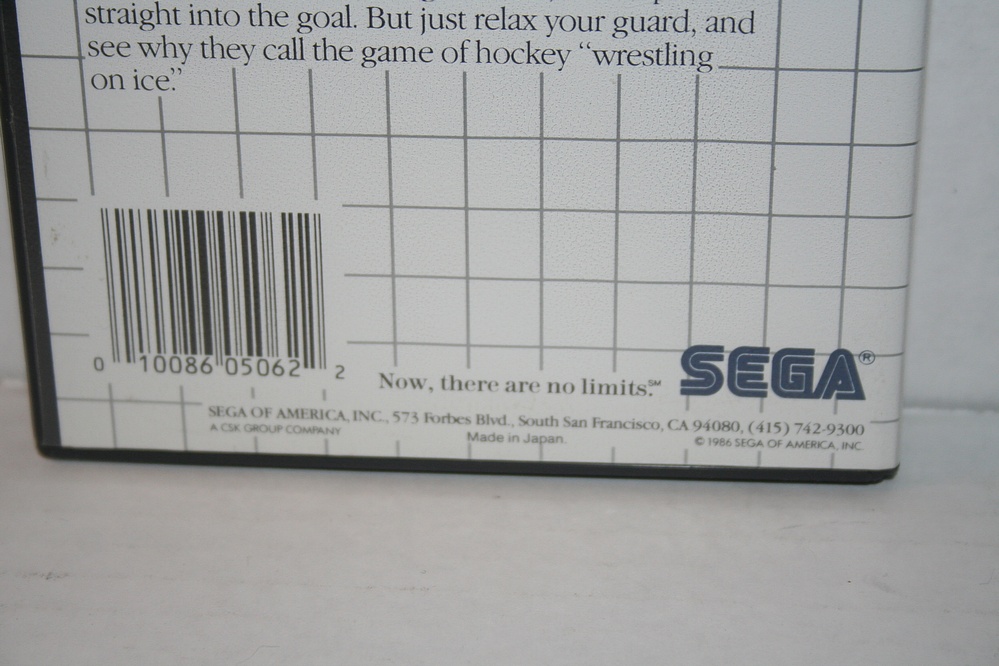 straight into the goal. But just relax your guard, and
see why they call the game of hockey “wrestling
on ice.”
0 10086 05062 2
Now, there are no limits.℠
SEGA®
SEGA OF AMERICA, INC., 573 Forbes Blvd., South San Francisco, CA 94080, (415) 742-9300
A CSK GROUP COMPANY
Made in Japan.
© 1986 SEGA OF AMERICA, INC.